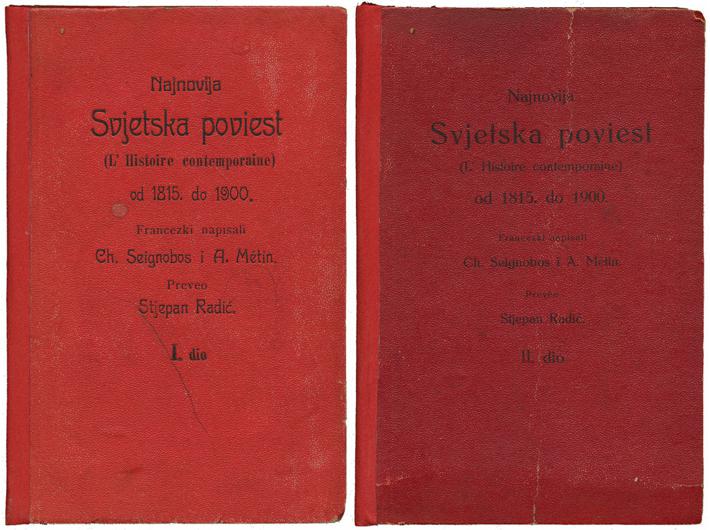 Najnovija
Svjetska poviest
(L' Histoire contemporaine)
od 1815. do 1900.
Francezki napisali
Ch. Seignobos i A. Métin.
Preveo
Stjepan Radić.
I. dio
Najnovija
Svjetska poviest
(L' Histoire contemporaine)
od 1815. do 1900.
Francezki napisali
Ch. Seignobos i A. Métin.
Preveo
Stjepan Radić.
II. dio